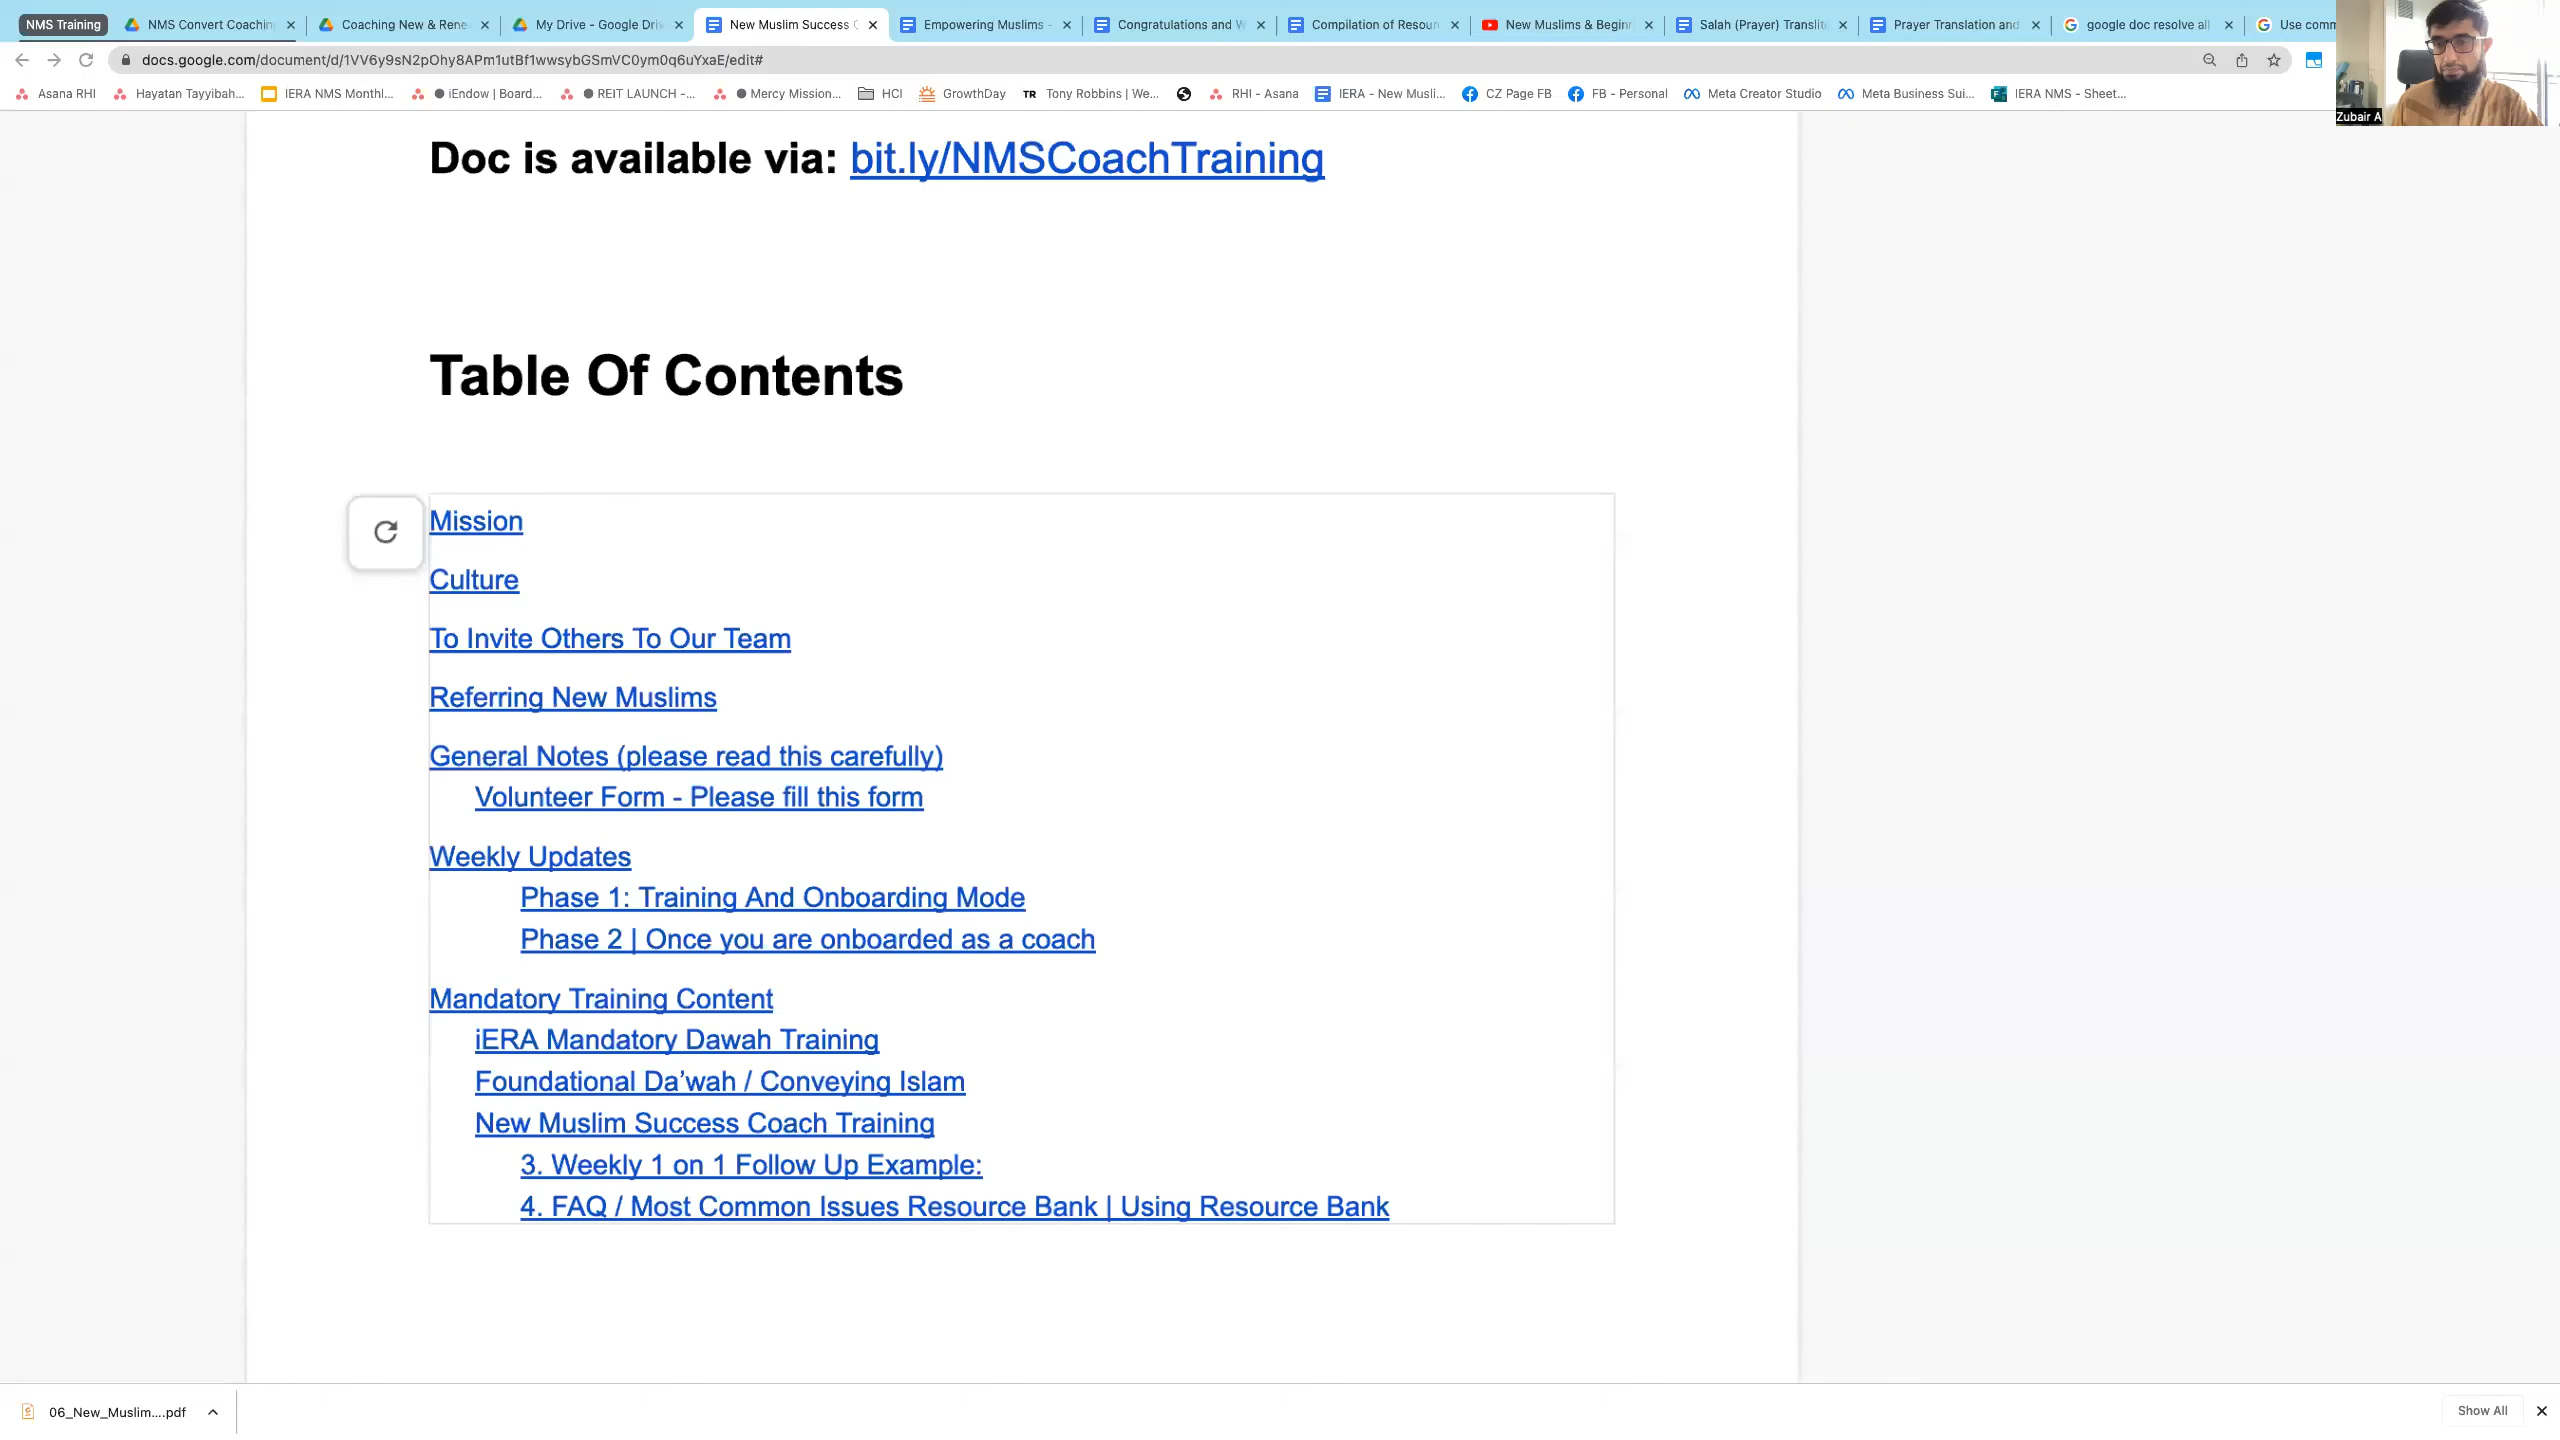 NMS Training
NMS Convert Coachin
Coaching New & Rene
My Drive - Google Dri
New Muslim Success
Empowering Muslims -
Congratulations and W
Compilation of Resour
New Muslims & Beginn
Salah (Prayer) Translit
Prayer Translation and
google doc resolve all
Use comm
docs.google.com/document/d/1VV6y9sN2pOhy8APm1utBf1wwsybGSmVC0ym0q6uYxaE/edit#
Asana RHI
Hayatan Tayyibah...
IERA NMS Monthl...
iEndow | Board...
REIT LAUNCH -...
Mercy Mission...
HCI
GrowthDay
TR Tony Robbins | We...
RHI - Asana
IERA - New Musli...
CZ Page FB
FB - Personal
Meta Creator Studio
Meta Business Sui...
IERA NMS - Sheet...
Zubair A
Doc is available via: bit.ly/NMSCoachTraining
Table Of Contents
Mission
Culture
To Invite Others To Our Team
Referring New Muslims
General Notes (please read this carefully)
Volunteer Form - Please fill this form
Weekly Updates
Phase 1: Training And Onboarding Mode
Phase 2 | Once you are onboarded as a coach
Mandatory Training Content
iERA Mandatory Dawah Training
Foundational Da’wah / Conveying Islam
New Muslim Success Coach Training
3. Weekly 1 on 1 Follow Up Example:
4. FAQ / Most Common Issues Resource Bank | Using Resource Bank
06_New_Muslim....pdf
Show All